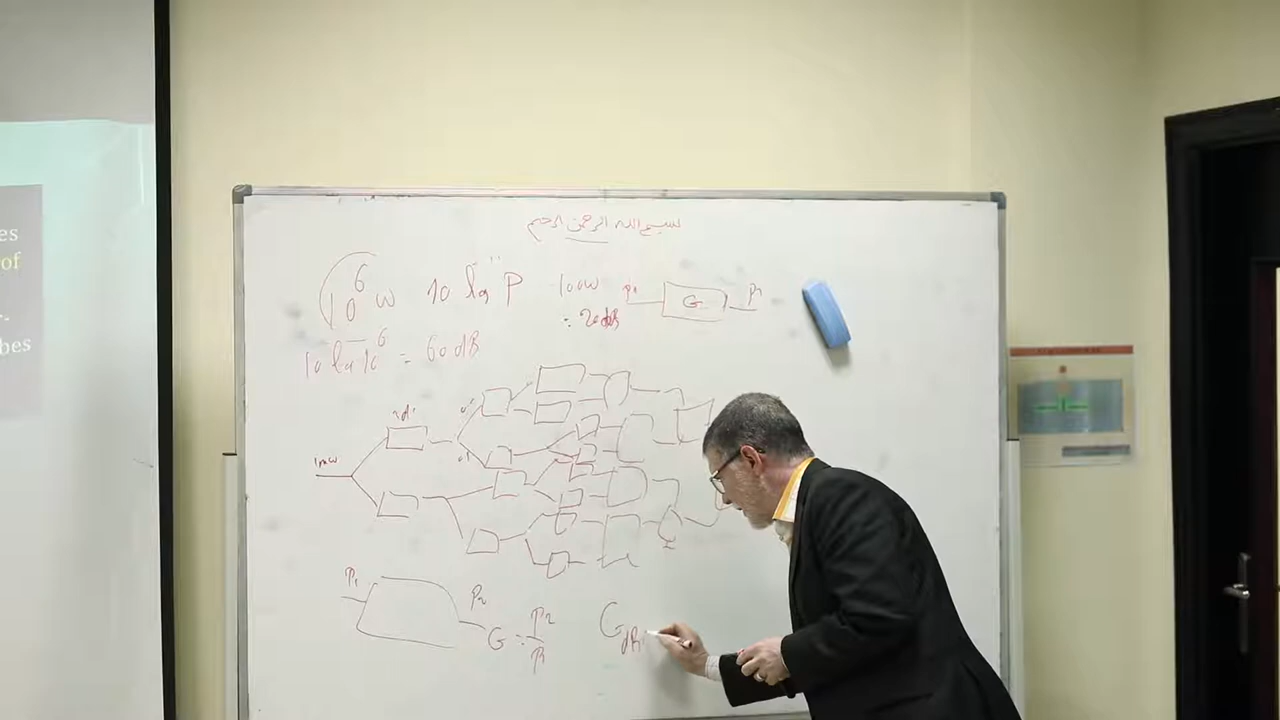 es
of
-.
bes
بسم الله الرحمن الرحيم
10^6 w 10 log P 100w P1 G P2
= 20dB
10 log 10^6 = 60 dB
1mw
P1 P2
G = P2/P1 G dB